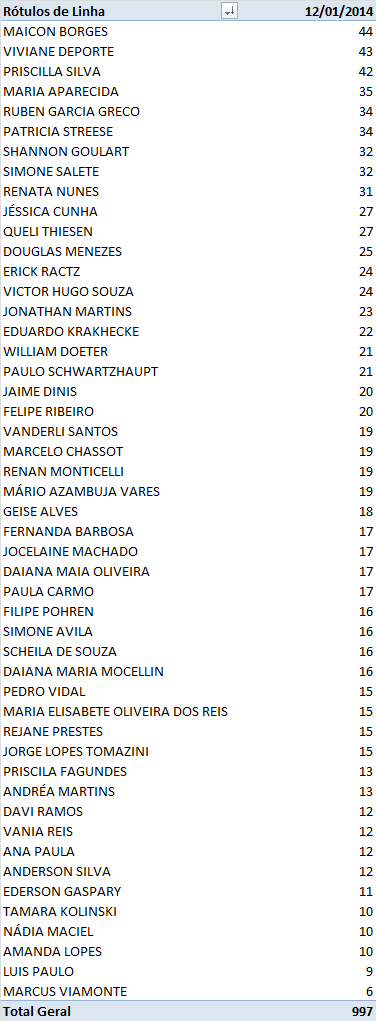 Rótulos de Linha 12/01/2014
MAICON BORGES 44
VIVIANE DEPORTE 43
PRISCILLA SILVA 42
MARIA APARECIDA 35
RUBEN GARCIA GRECO 34
PATRICIA STREESE 34
SHANNON GOULART 32
SIMONE SALETE 32
RENATA NUNES 31
JÉSSICA CUNHA 27
QUELI THIESEN 27
DOUGLAS MENEZES 25
ERICK RACTZ 24
VICTOR HUGO SOUZA 24
JONATHAN MARTINS 23
EDUARDO KRAKHECKE 22
WILLIAM DOETER 21
PAULO SCHWARTZHAUPT 21
JAIME DINIS 20
FELIPE RIBEIRO 20
VANDERLI SANTOS 19
MARCELO CHASSOT 19
RENAN MONTICELLI 19
MÁRIO AZAMBUJA VARES 19
GEISE ALVES 18
FERNANDA BARBOSA 17
JOCELAINE MACHADO 17
DAIANA MAIA OLIVEIRA 17
PAULA CARMO 17
FILIPE POHREN 16
SIMONE AVILA 16
SCHEILA DE SOUZA 16
DAIANA MARIA MOCELLIN 16
PEDRO VIDAL 15
MARIA ELISABETE OLIVEIRA DOS REIS 15
REJANE PRESTES 15
JORGE LOPES TOMAZINI 15
PRISCILA FAGUNDES 13
ANDRÉA MARTINS 13
DAVI RAMOS 12
VANIA REIS 12
ANA PAULA 12
ANDERSON SILVA 12
EDERSON GASPARY 11
TAMARA KOLINSKI 10
NÁDIA MACIEL 10
AMANDA LOPES 10
LUIS PAULO 9
MARCUS VIAMONTE 6
Total Geral 997